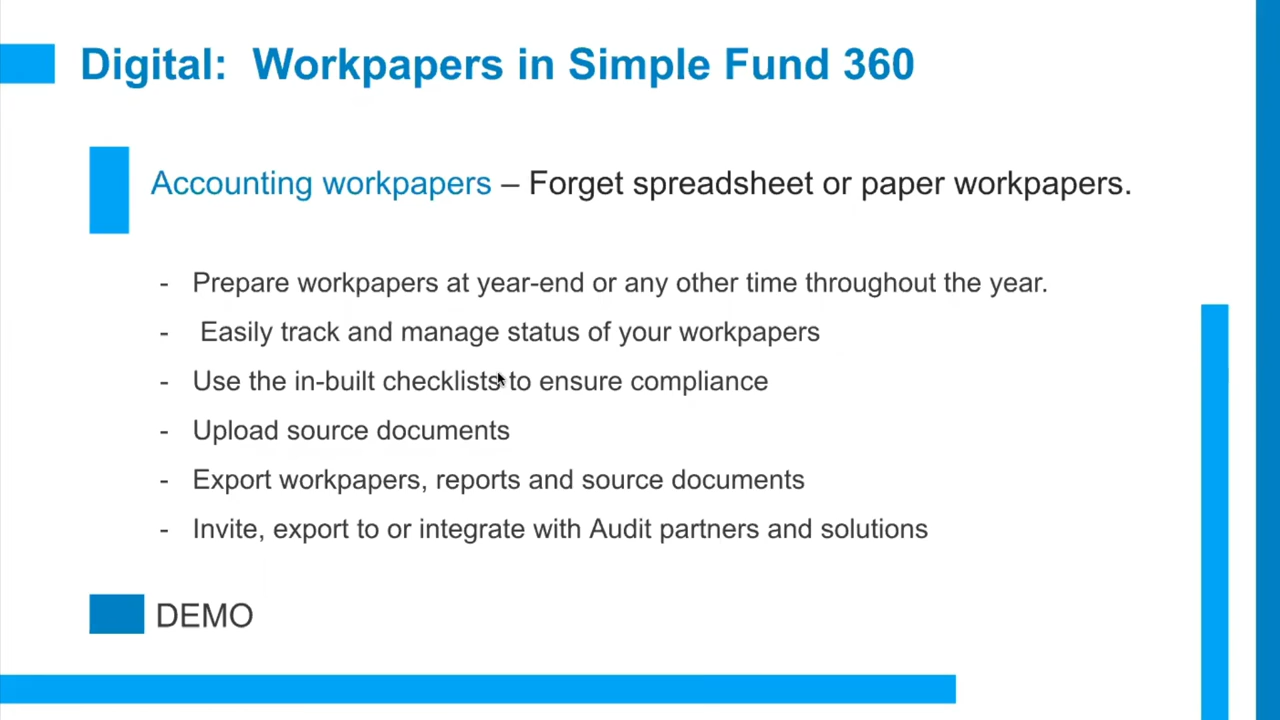 Digital:  Workpapers in Simple Fund 360
Accounting workpapers – Forget spreadsheet or paper workpapers.
- Prepare workpapers at year-end or any other time throughout the year.
- Easily track and manage status of your workpapers
- Use the in-built checklists to ensure compliance
- Upload source documents
- Export workpapers, reports and source documents
- Invite, export to or integrate with Audit partners and solutions
DEMO